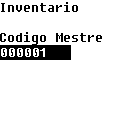 Inventario
Codigo Mestre
000001